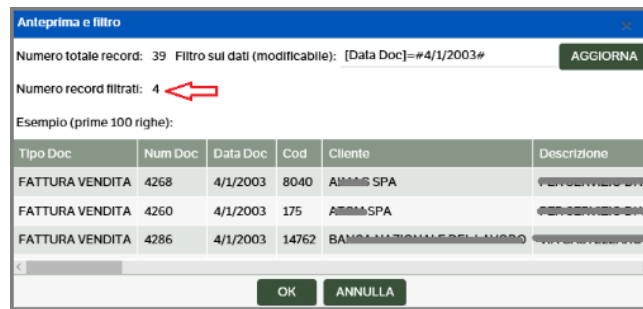 Anteprima e filtro
Numero totale record: 39 Filtro sui dati (modificabile): [Data Doc]=#4/1/2003# AGGIORNA
Numero record filtrati: 4
Esempio (prime 100 righe):
Tipo Doc Num Doc Data Doc Cod Cliente Descrizione
FATTURA VENDITA 4268 4/1/2003 8040 SPA
FATTURA VENDITA 4260 4/1/2003 175 SPA
FATTURA VENDITA 4286 4/1/2003 14762
OK ANNULLA